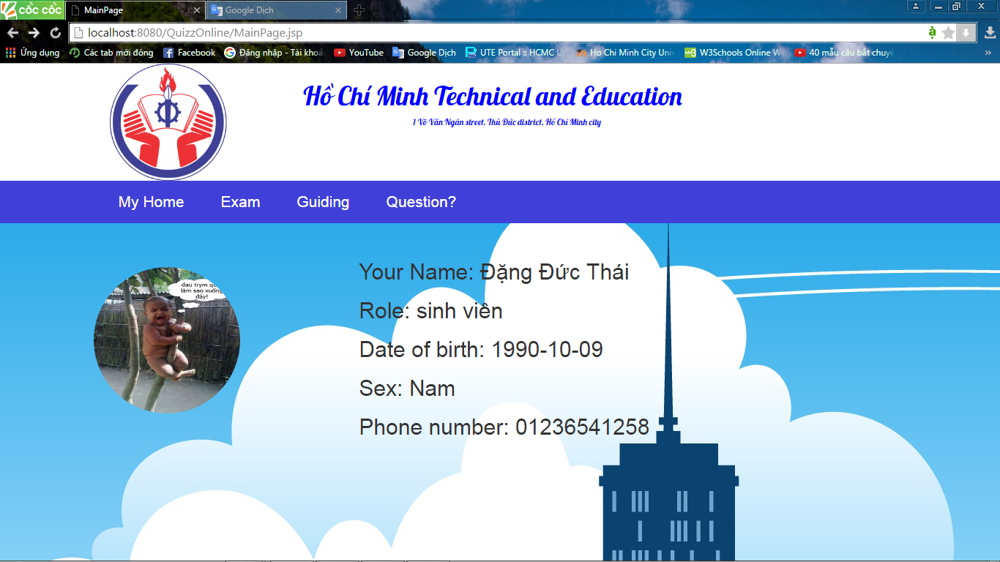 cốc cốc
MainPage
Google Dịch
localhost:8080/QuizzOnline/MainPage.jsp
Ứng dụng
Các tab mới đóng
Facebook
Đăng nhập - Tài khoả
YouTube
Google Dịch
UTE Portal :: HCMC U
Ho Chi Minh City Uni
W3Schools Online We
40 mẫu câu bắt chuyệ
Hồ Chí Minh Technical and Education
1 Võ Văn Ngân street, Thủ Đức district, Hồ Chí Minh city
My Home
Exam
Guiding
Question?
đau trym qu
làm sao xuống
đây!
Your Name: Đặng Đức Thái
Role: sinh viên
Date of birth: 1990-10-09
Sex: Nam
Phone number: 01236541258